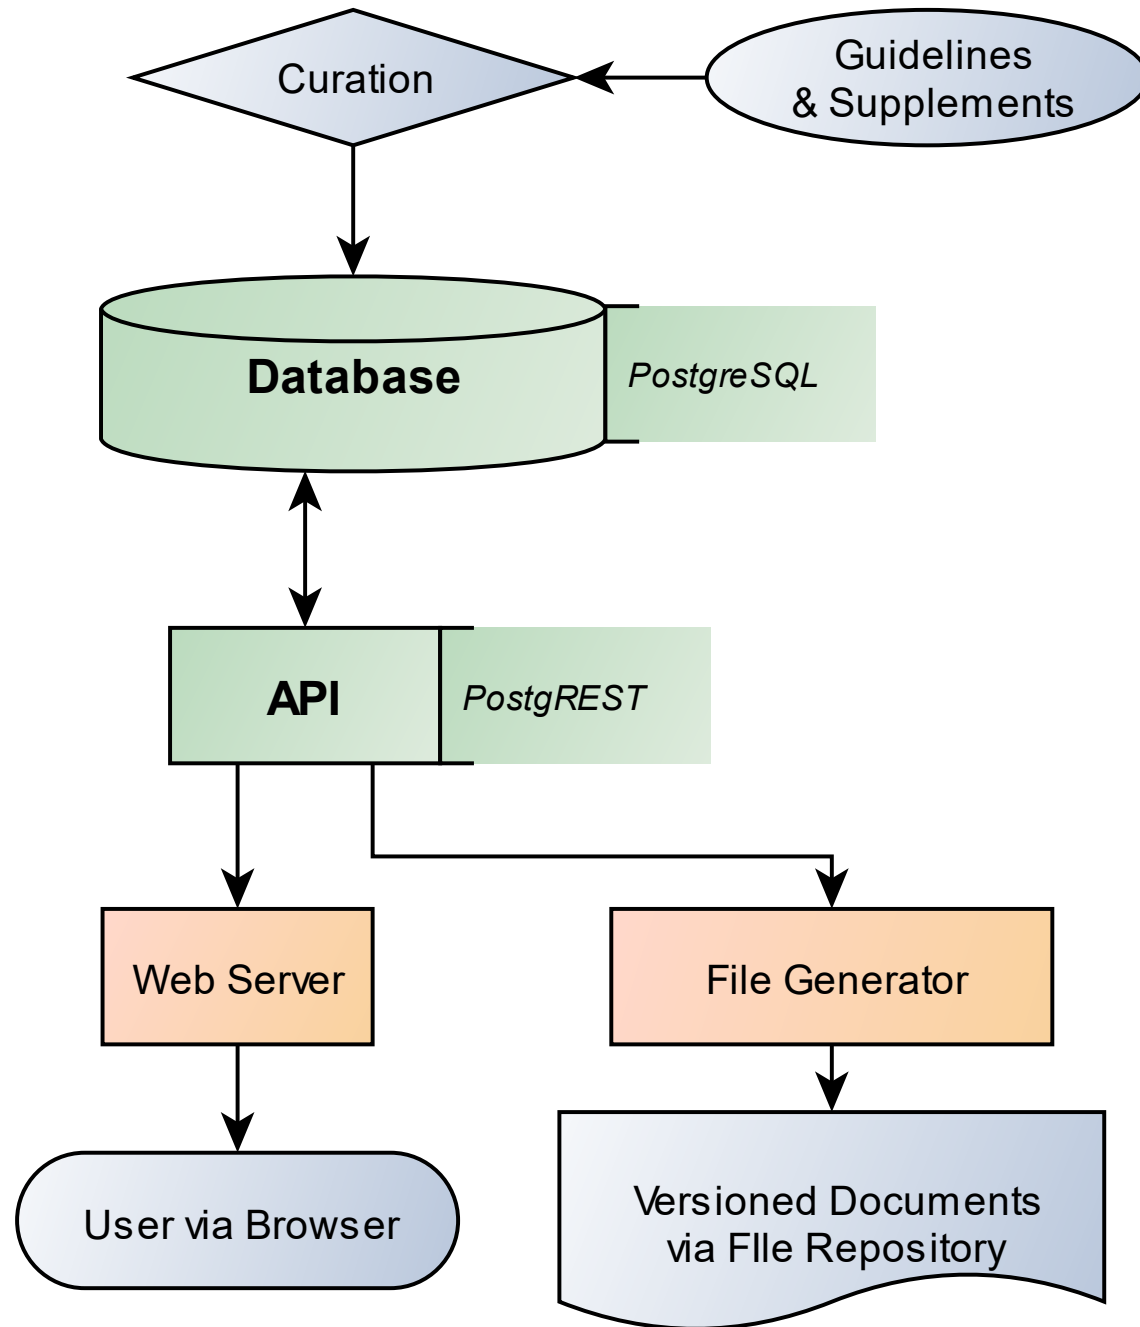 Curation
Guidelines
& Supplements
Database
PostgreSQL
API
PostgREST
Web Server
File Generator
User via Browser
Versioned Documents
via FIle Repository